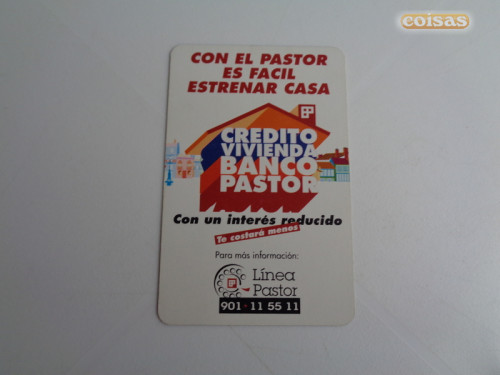 coisas
CON EL PASTOR
ES FACIL
ESTRENAR CASA
CREDITO
VIVIENDA
BANCO
PASTOR
Con un interés reducido
Te costará menos
Para más información:
Línea
Pastor
901 - 11 55 11